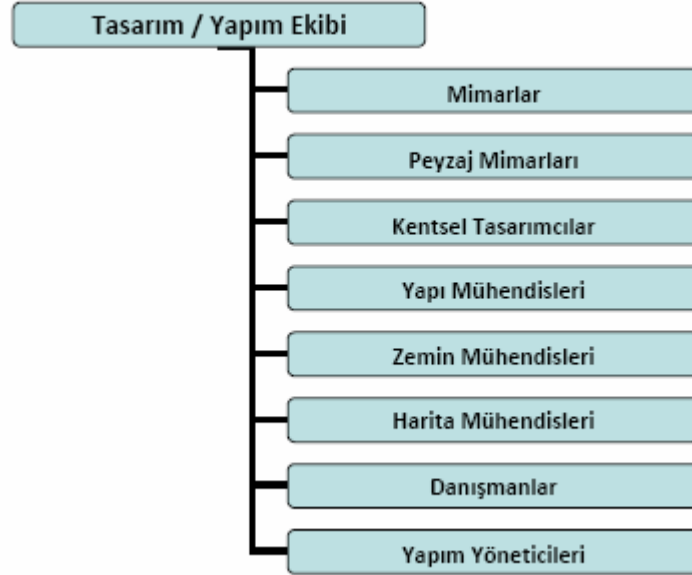 Tasarım / Yapım Ekibi
Mimarlar
Peyzaj Mimarları
Kentsel Tasarımcılar
Yapı Mühendisleri
Zemin Mühendisleri
Harita Mühendisleri
Danışmanlar
Yapım Yöneticileri